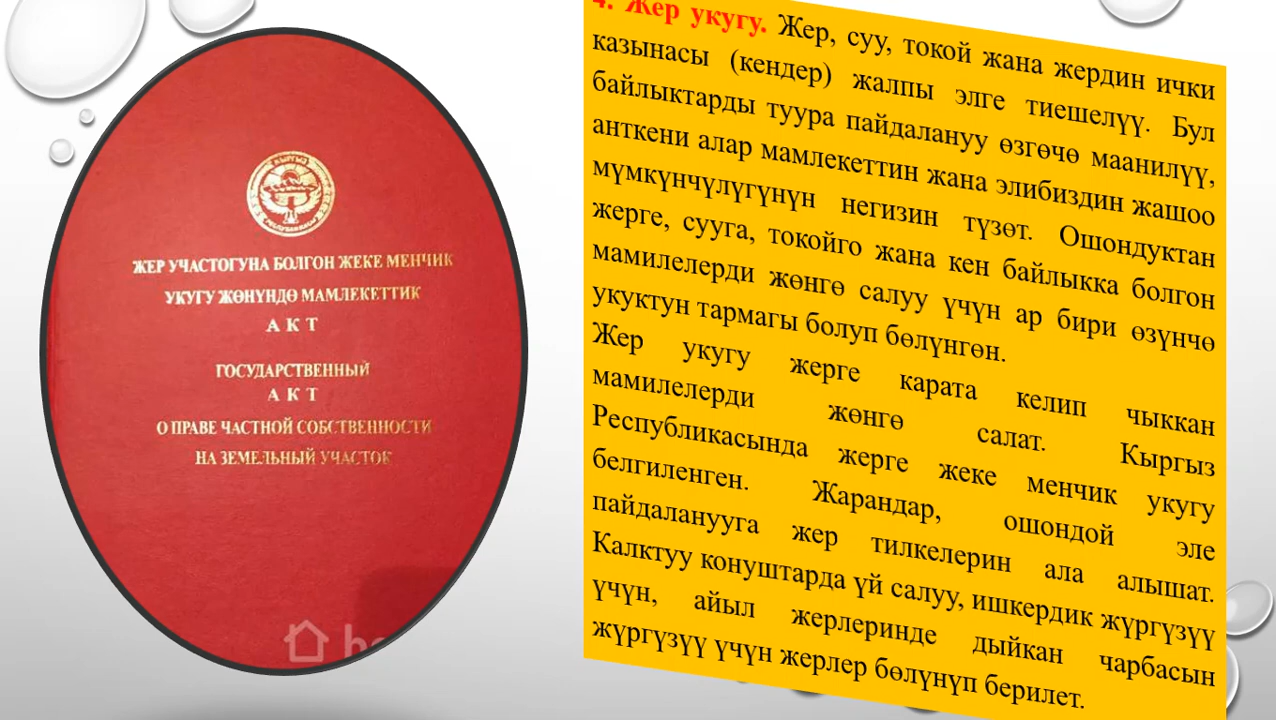 КЫРГЫЗ
РЕСПУБЛИКАСЫ
ЖЕР УЧАСТОГУНА БОЛГОН ЖЕКЕ МЕНЧИК
УКУГУ ЖӨНҮНДӨ МАМЛЕКЕТТИК
А К Т
ГОСУДАРСТВЕННЫЙ
А К Т
О ПРАВЕ ЧАСТНОЙ СОБСТВЕННОСТИ
НА ЗЕМЕЛЬНЫЙ УЧАСТОК
4. Жер укугу. Жер, суу, токой жана жердин ички
казынасы (кендер) жалпы элге тиешелүү. Бул
байлыктарды туура пайдалануу өзгөчө маанилүү,
анткени алар мамлекеттин жана элибиздин жашоо
мүмкүнчүлүгүнүн негизин түзөт. Ошондуктан
жерге, сууга, токойго жана кен байлыкка болгон
мамилелерди жөнгө салуу үчүн ар бири өзүнчө
укуктун тармагы болуп бөлүнгөн.
Жер укугу жерге карата келип чыккан
мамилелерди жөнгө салат. Кыргыз
Республикасында жерге жеке менчик укугу
белгиленген. Жарандар, ошондой эле
пайдаланууга жер тилкелерин ала алышат.
Калктуу конуштарда үй салуу, ишкердик жүргүзүү
үчүн, айыл жерлеринде дыйкан чарбасын
жүргүзүү үчүн жерлер бөлүнүп берилет.